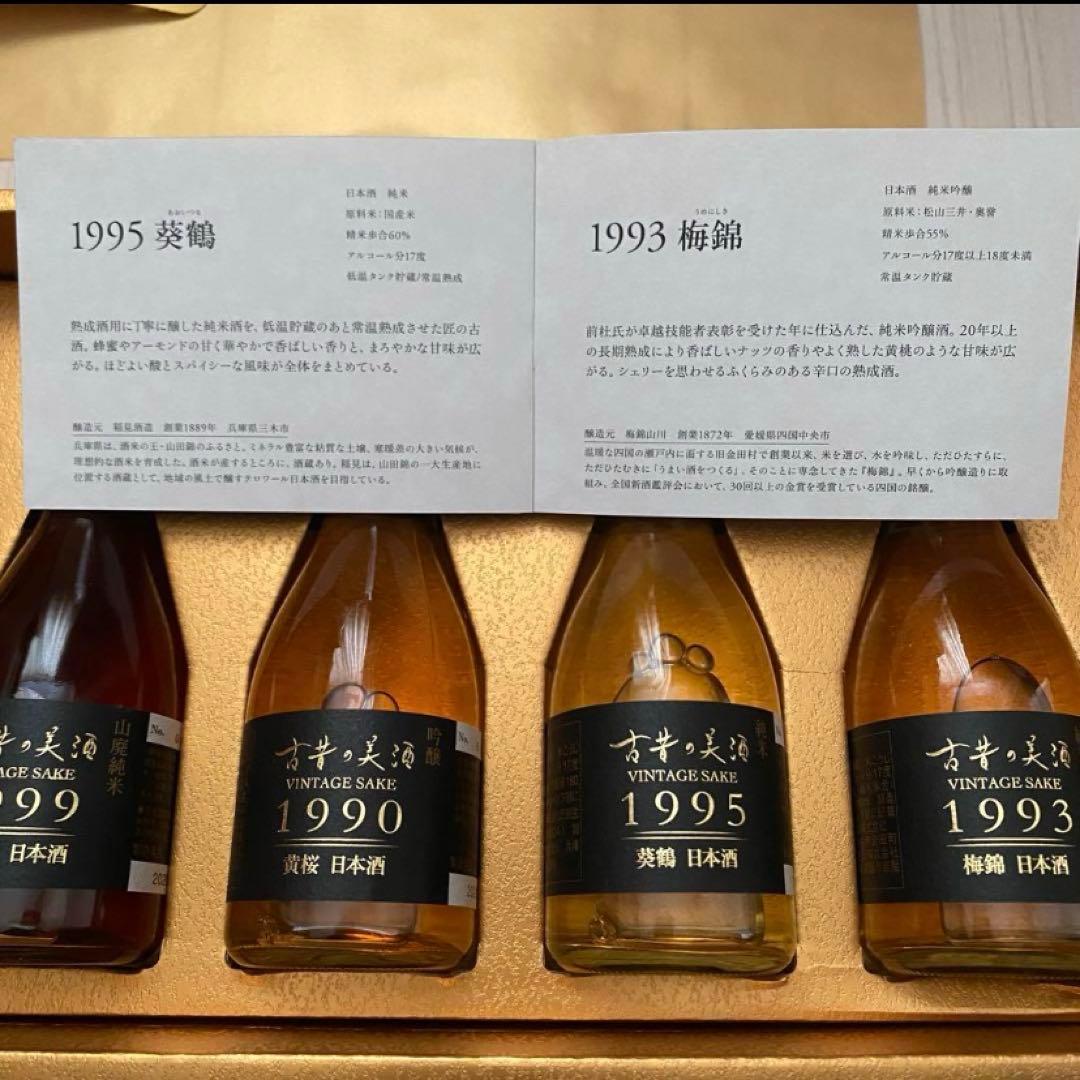 あおいつる
1995 葵鶴
日本酒 純米
原料米：国産米
精米歩合60%
アルコール分17度
低温タンク貯蔵/常温熟成
熟成酒用に丁寧に醸した純米酒を、低温貯蔵のあと常温熟成させた匠の古
酒。蜂蜜やアーモンドの甘く華やかで香ばしい香りと、まろやかな甘味が広
がる。ほどよい酸とスパイシーな風味が全体をまとめている。
醸造元 稲見酒造 創業1889年 兵庫県三木市
兵庫県は、酒米の王・山田錦のふるさと。ミネラル豊富な粘質な土壌、寒暖差の大きい気候が、
理想的な酒米を育成した。酒米が産するところに、酒蔵あり。稲見は、山田錦の一大生産地に
位置する酒蔵として、地域の風土で醸すテロワール日本酒を目指している。
うめにしき
1993 梅錦
日本酒 純米吟醸
原料米：松山三井・奥誉
精米歩合55%
アルコール分17度以上18度未満
常温タンク貯蔵
前杜氏が卓越技能者表彰を受けた年に仕込んだ、純米吟醸酒。20年以上
の長期熟成により香ばしいナッツの香りやよく熟した黄桃のような甘味が広
がる。シェリーを思わせるふくらみのある辛口の熟成酒。
醸造元 梅錦山川 創業1872年 愛媛県四国中央市
温暖な四国の瀬戸内に面する旧金田村で創業以来、米を選び、水を吟味し、ただひたすらに、
ただひたむきに「うまい酒をつくる」、そのことに専念してきた『梅錦』。早くから吟醸造りに取
組み、全国新酒鑑評会において、30回以上の金賞を受賞している四国の銘醸。
昔の美酒
AGE SAKE
999
日本酒
山廃純米
No.
古昔の美酒
VINTAGE SAKE
1990
黄桜 日本酒
吟醸
古昔の美酒
VINTAGE SAKE
1995
葵鶴 日本酒
純米
古昔の美酒
VINTAGE SAKE
1993
梅錦 日本酒